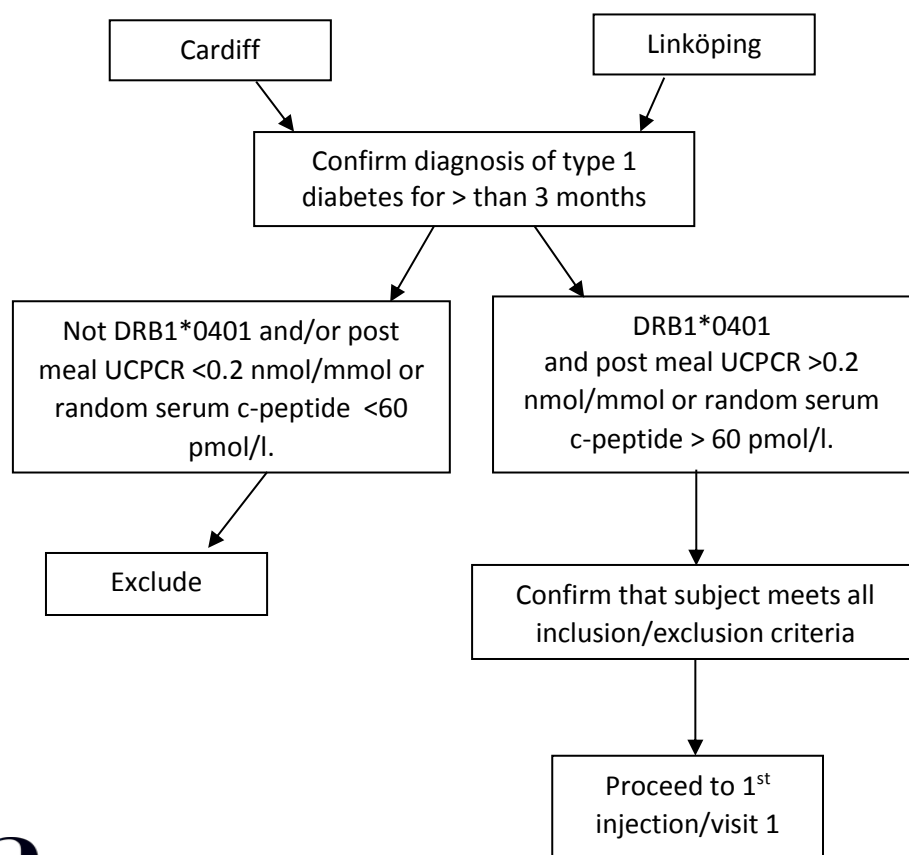 Cardiff
Linköping
Confirm diagnosis of type 1
diabetes for > than 3 months
Not DRB1*0401 and/or post
meal UCPCR <0.2 nmol/mmol or
random serum c-peptide <60
pmol/l.
DRB1*0401
and post meal UCPCR >0.2
nmol/mmol or random serum
c-peptide > 60 pmol/l.
Exclude
Confirm that subject meets all
inclusion/exclusion criteria
Proceed to 1st
injection/visit 1